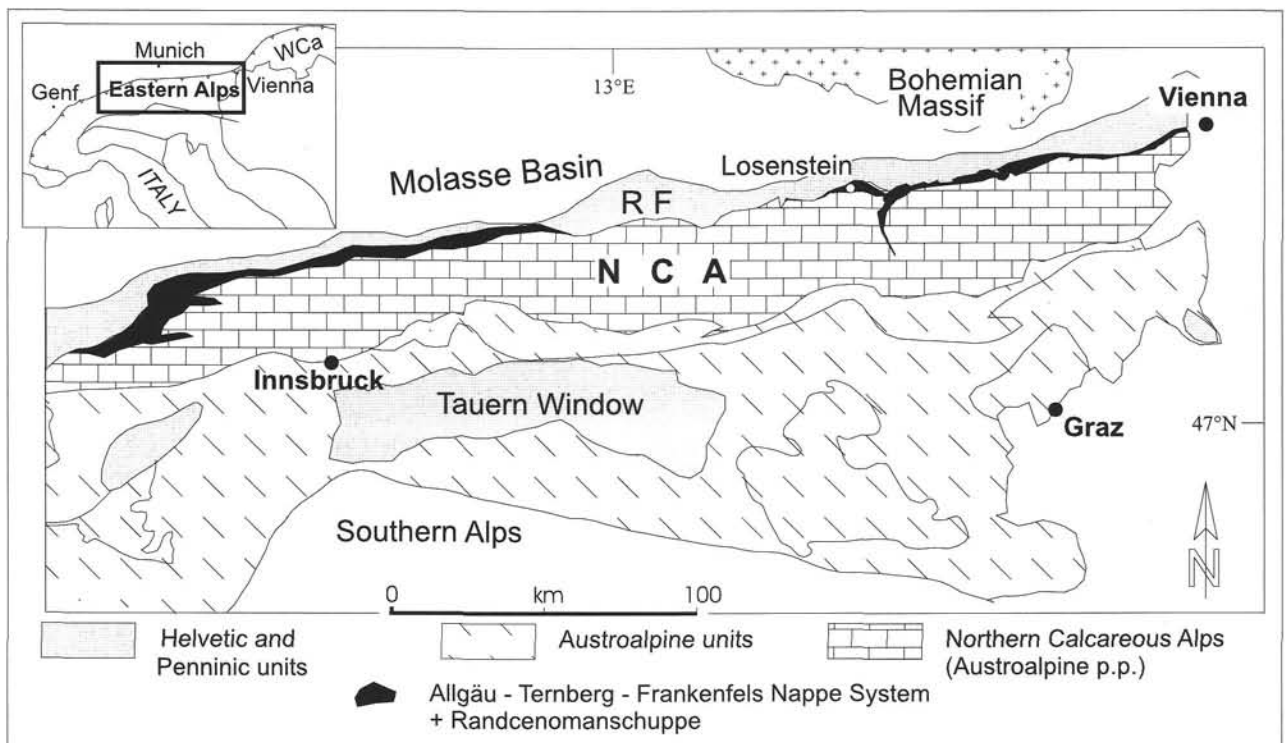 Munich
WCa
Genf
Eastern Alps
Vienna
ITALY
13°E
Bohemian
Massif
Vienna
Molasse Basin
Losenstein
R F
N C A
Innsbruck
Tauern Window
Graz
47°N
Southern Alps
N
0 km 100
Helvetic and
Penninic units
Austroalpine units
Northern Calcareous Alps
(Austroalpine p.p.)
Allgäu - Ternberg - Frankenfels Nappe System
+ Randcenomanschuppe